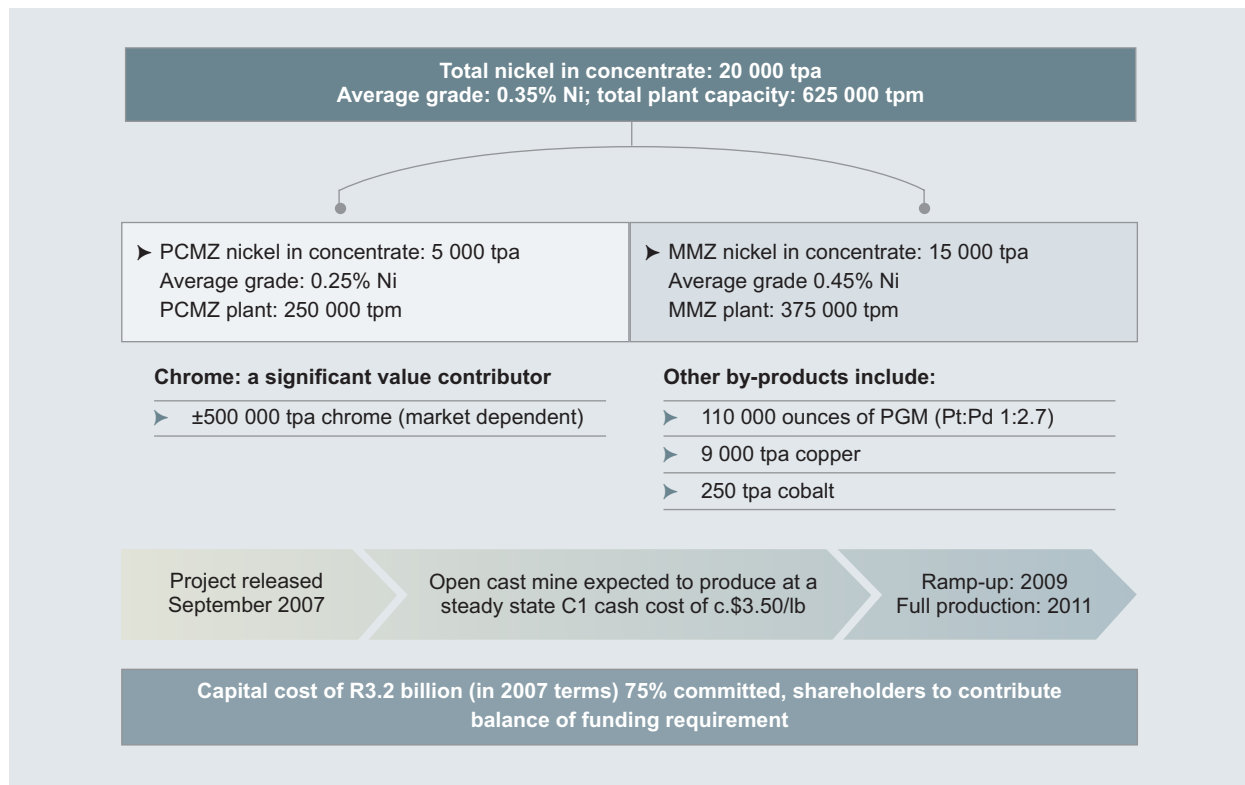 Total nickel in concentrate: 20 000 tpa
Average grade: 0.35% Ni; total plant capacity: 625 000 tpm
➤ PCMZ nickel in concentrate: 5 000 tpa
Average grade: 0.25% Ni
PCMZ plant: 250 000 tpm
➤ MMZ nickel in concentrate: 15 000 tpa
Average grade 0.45% Ni
MMZ plant: 375 000 tpm
Chrome: a significant value contributor
➤ ±500 000 tpa chrome (market dependent)
Other by-products include:
➤ 110 000 ounces of PGM (Pt:Pd 1:2.7)
➤ 9 000 tpa copper
➤ 250 tpa cobalt
Project released
September 2007
Open cast mine expected to produce at a
steady state C1 cash cost of c.$3.50/lb
Ramp-up: 2009
Full production: 2011
Capital cost of R3.2 billion (in 2007 terms) 75% committed, shareholders to contribute
balance of funding requirement